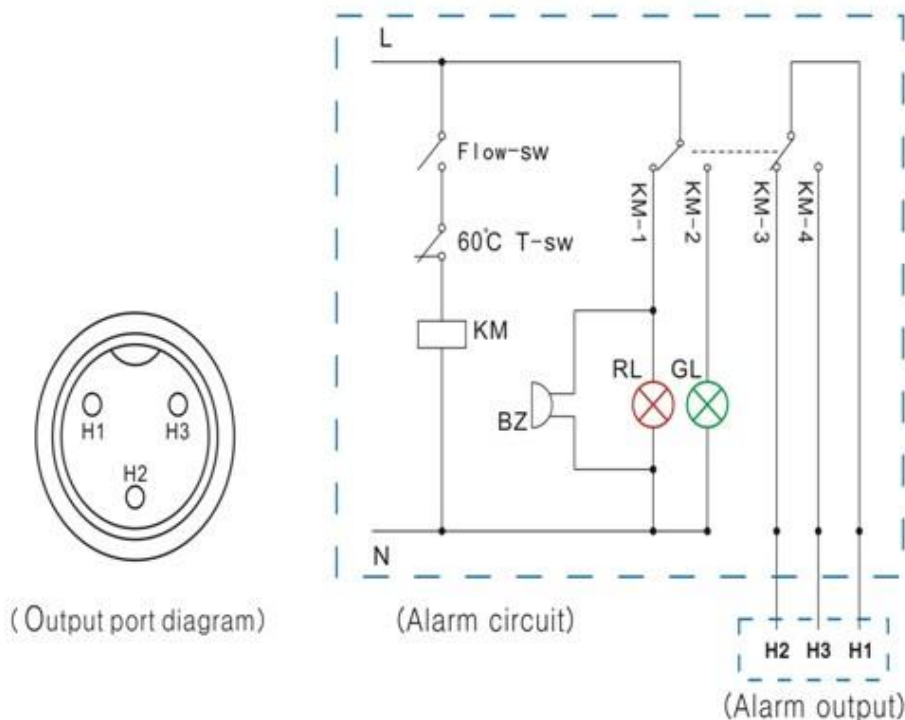 L
Flow-sw
60℃ T-sw
KM
KM-1
KM-2
KM-3
KM-4
RL
GL
BZ
N
H1
H3
H2
(Output port diagram)
(Alarm circuit)
H2 H3 H1
(Alarm output)